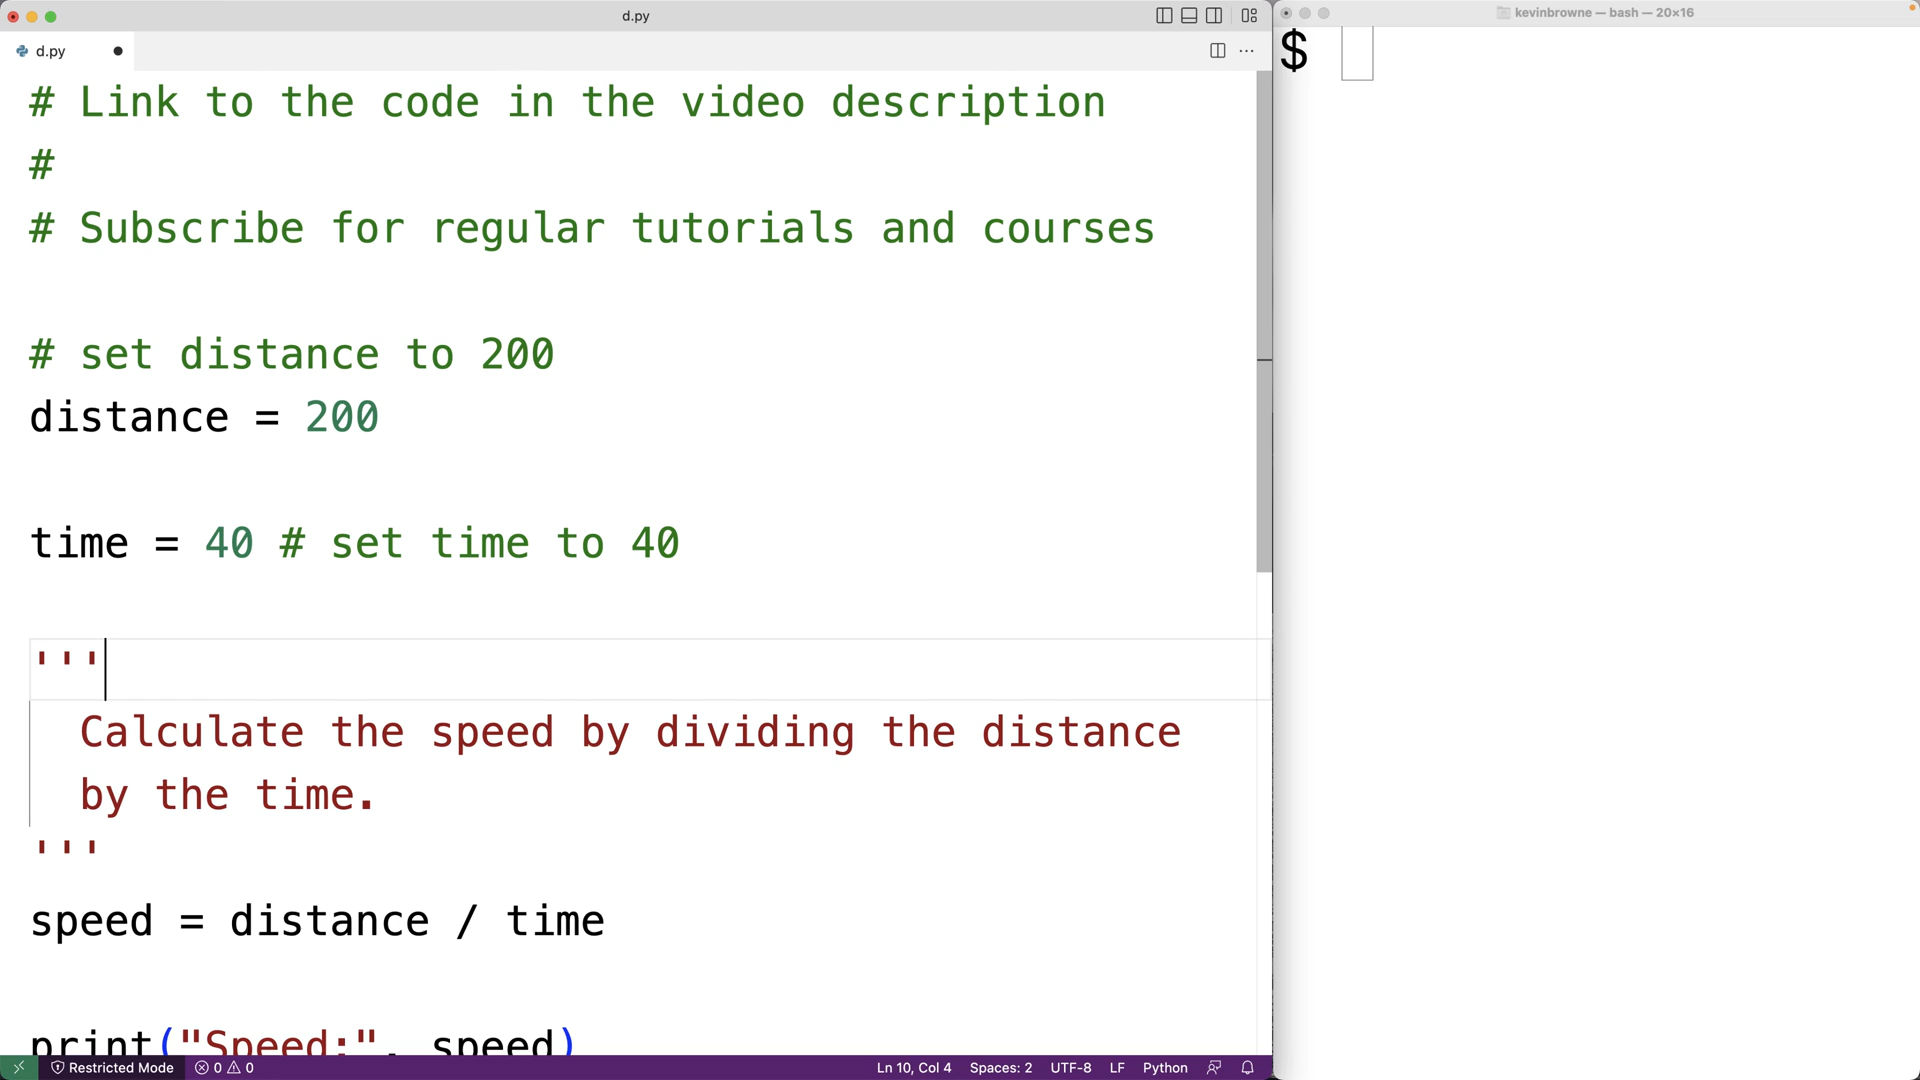 d.py
kevinbrowne — bash — 20×16
d.py
$
# Link to the code in the video description
#
# Subscribe for regular tutorials and courses
# set distance to 200
distance = 200
time = 40 # set time to 40
'''
Calculate the speed by dividing the distance
by the time.
'''
speed = distance / time
print("Speed:", speed)
Restricted Mode 0 0 Ln 10, Col 4 Spaces: 2 UTF-8 LF Python